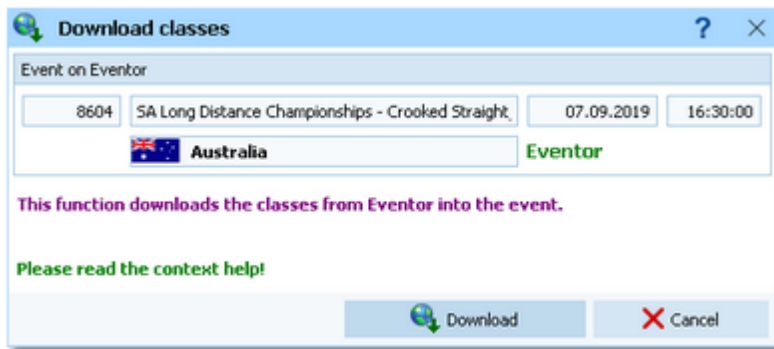 Download classes ?
Event on Eventor
8604 SA Long Distance Championships - Crooked Straight, 07.09.2019 16:30:00
Australia Eventor
This function downloads the classes from Eventor into the event.
Please read the context help!
Download Cancel